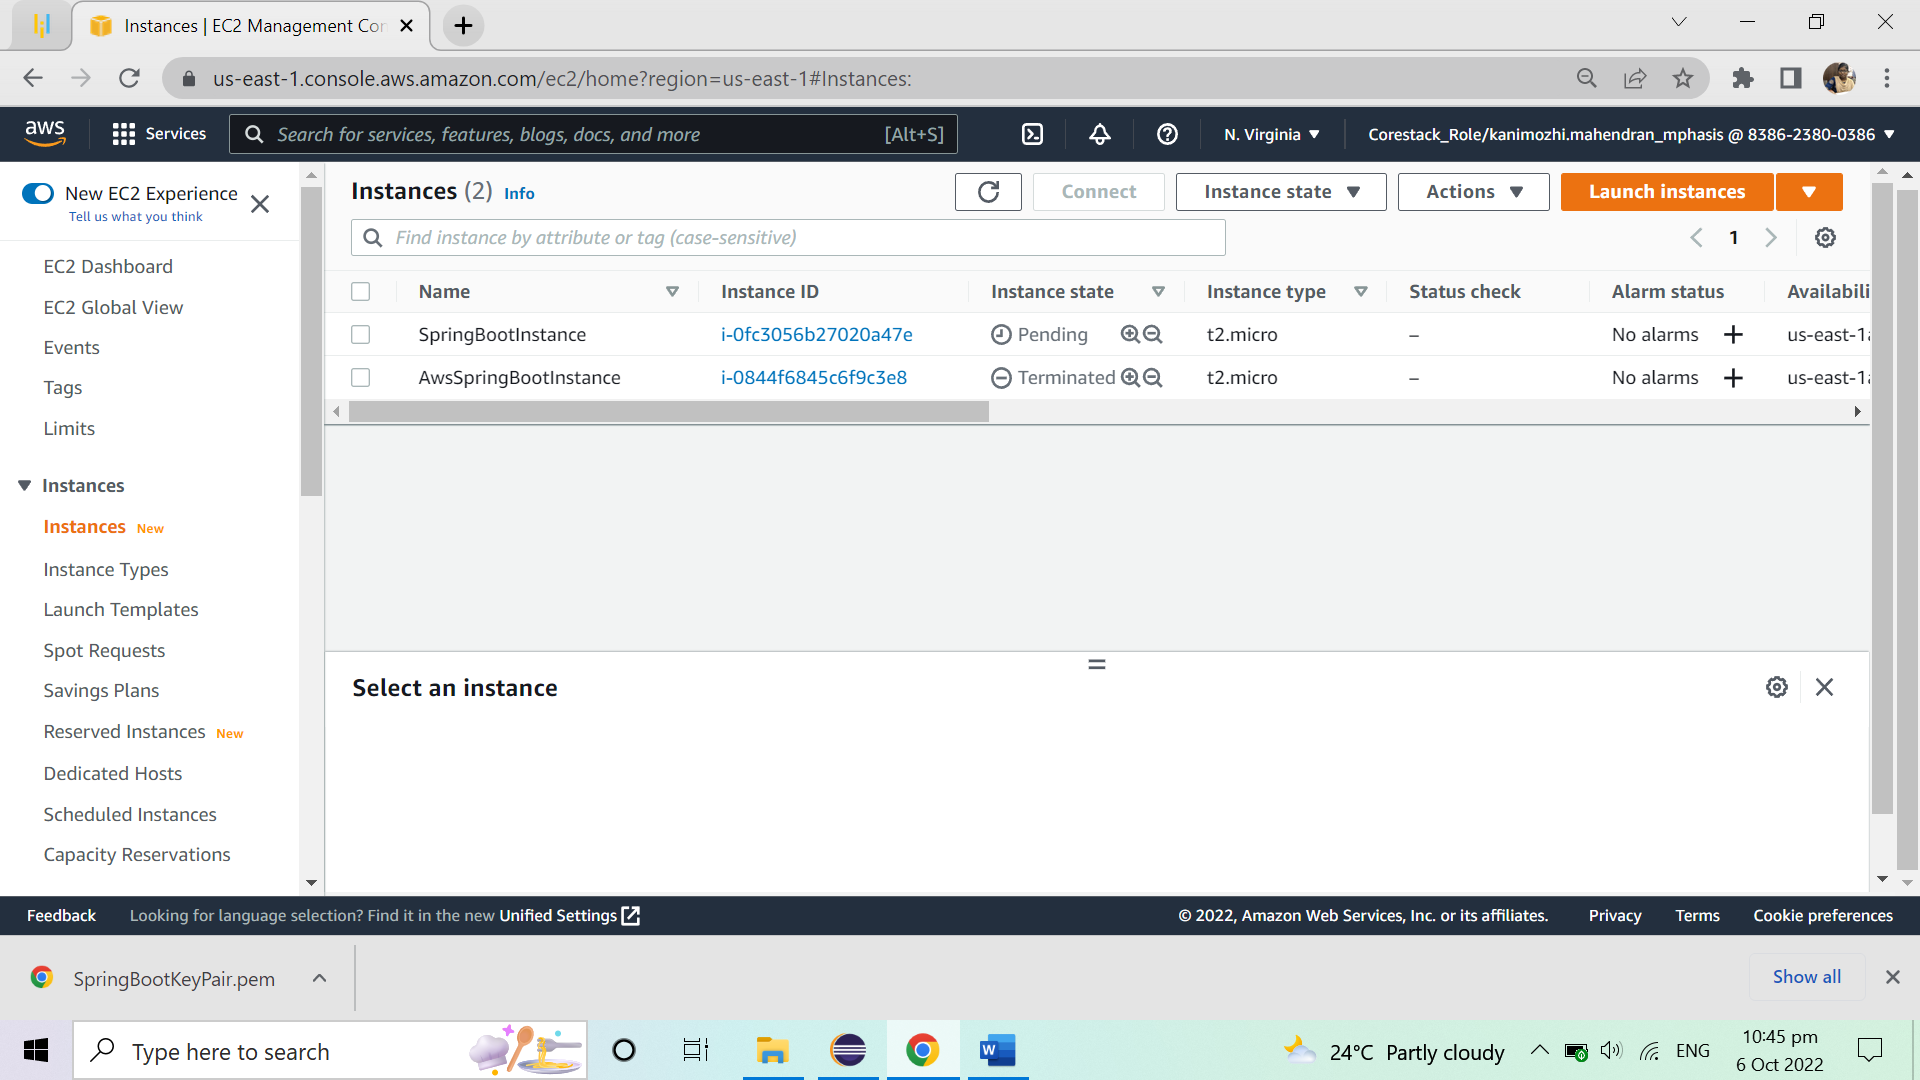 Instances | EC2 Management Con
us-east-1.console.aws.amazon.com/ec2/home?region=us-east-1#Instances:
aws Services Search for services, features, blogs, docs, and more [Alt+S] N. Virginia Corestack_Role/kanimozhi.mahendran_mphasis @ 8386-2380-0386
New EC2 Experience
Tell us what you think
EC2 Dashboard
EC2 Global View
Events
Tags
Limits
Instances
Instances New
Instance Types
Launch Templates
Spot Requests
Savings Plans
Reserved Instances New
Dedicated Hosts
Scheduled Instances
Capacity Reservations
Instances (2) Info Connect Instance state Actions Launch instances
Find instance by attribute or tag (case-sensitive) 1
Name Instance ID Instance state Instance type Status check Alarm status Availabili
SpringBootInstance i-0fc3056b27020a47e Pending t2.micro – No alarms us-east-1a
AwsSpringBootInstance i-0844f6845c6f9c3e8 Terminated t2.micro – No alarms us-east-1a
Select an instance
Feedback Looking for language selection? Find it in the new Unified Settings © 2022, Amazon Web Services, Inc. or its affiliates. Privacy Terms Cookie preferences
SpringBootKeyPair.pem Show all
Type here to search 24°C Partly cloudy ENG 10:45 pm
6 Oct 2022